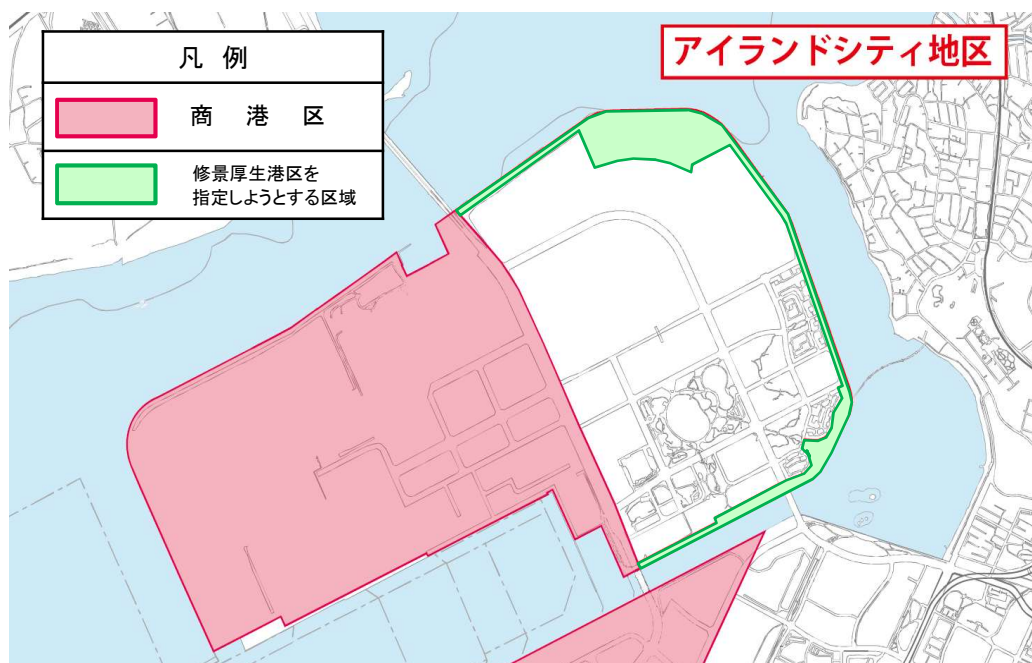 アイランドシティ地区
凡 例
商 港 区
修景厚生港区を
指定しようとする区域